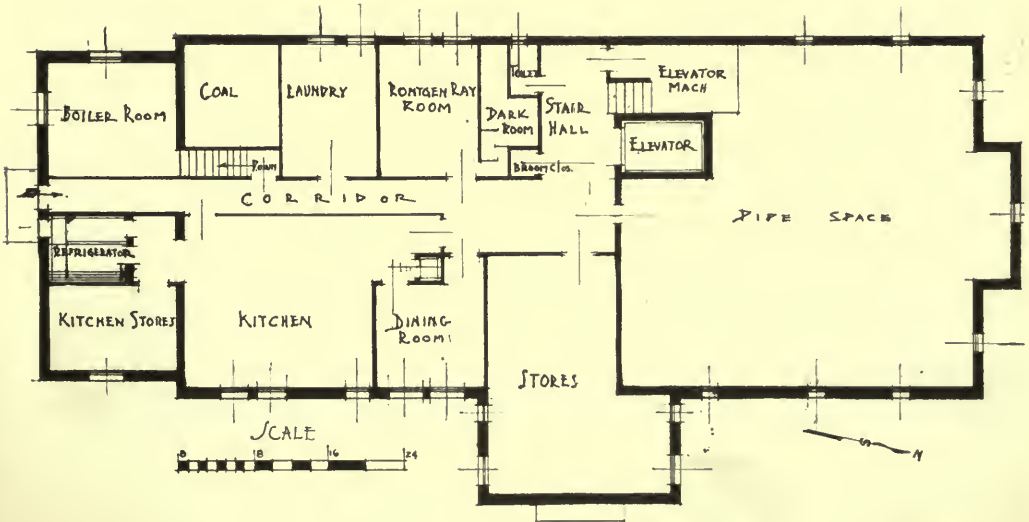 BOILER ROOM
COAL
LAUNDRY
RONTGEN RAY
ROOM
TOILET
DARK
ROOM
STAIR
HALL
ELEVATOR
MACH
ELEVATOR
BROOM CLOS.
DOWN
CORRIDOR
PIPE SPACE
REFRIGERATOR
KITCHEN STORES
KITCHEN
DINING
ROOM
STORES
SCALE
0 8 16 24
S N